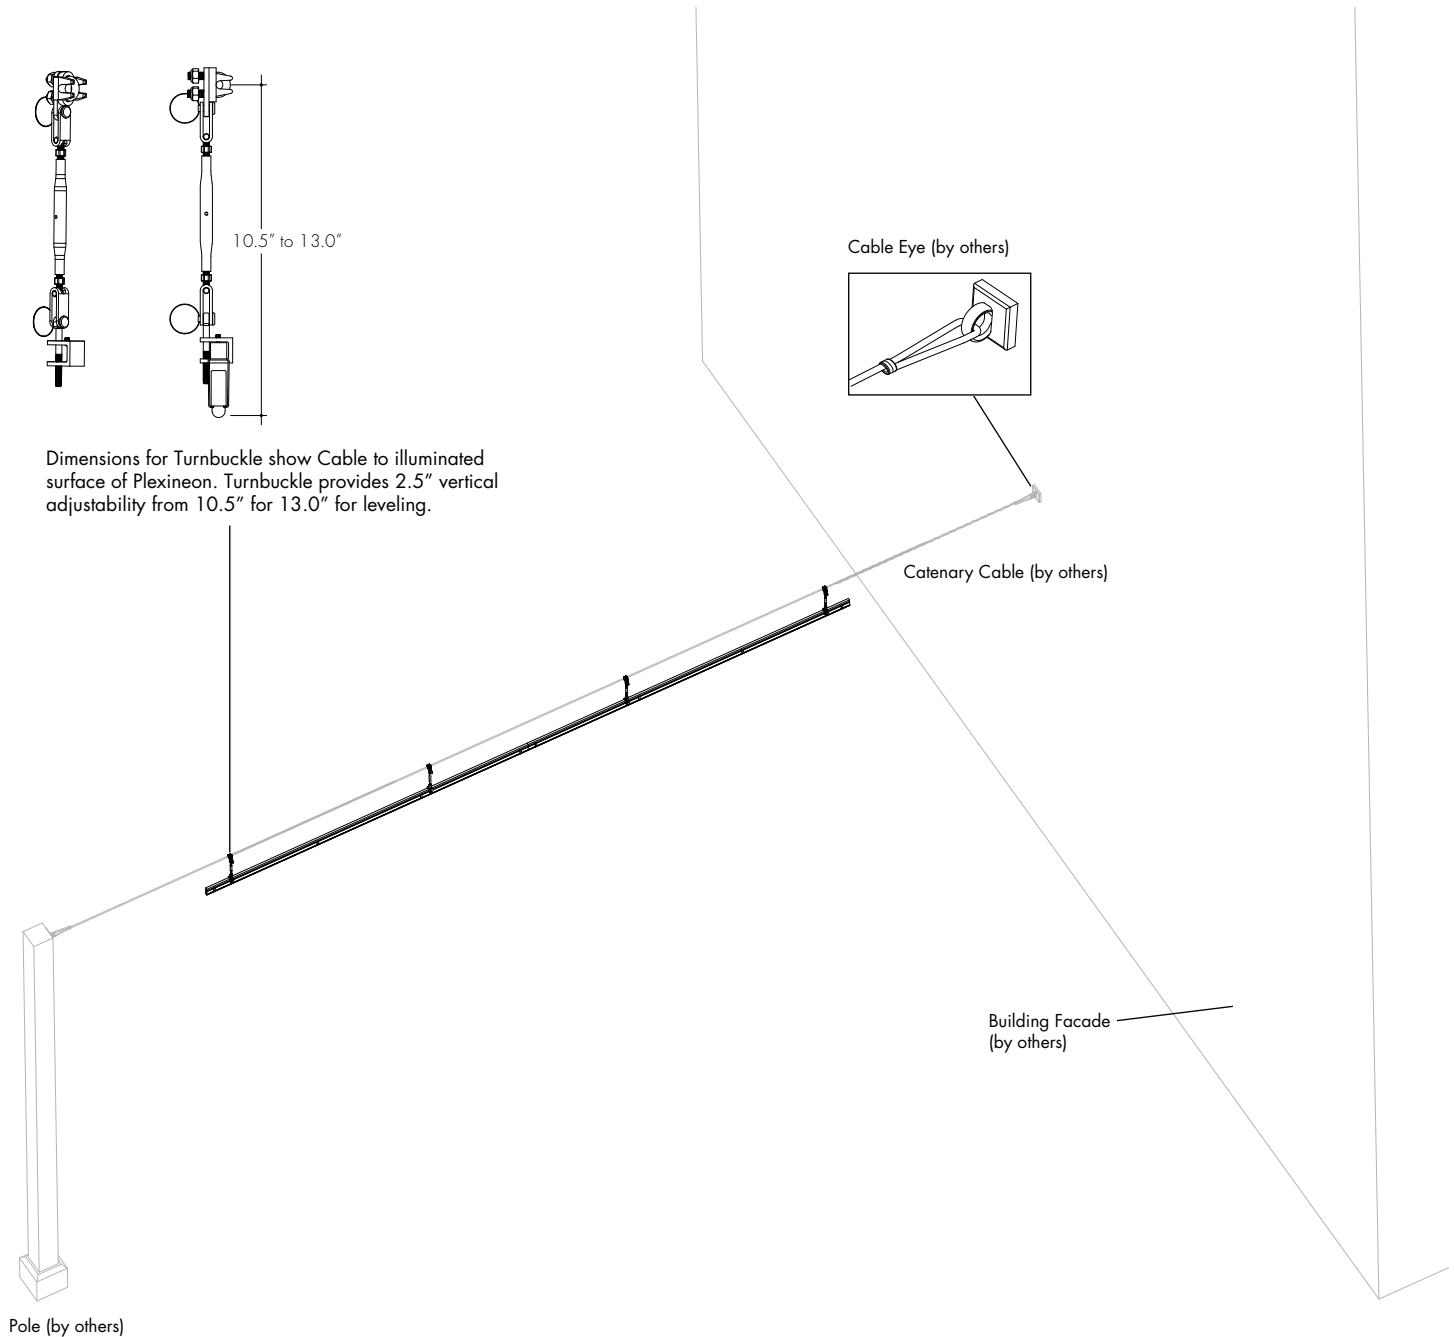 10.5” to 13.0”
Cable Eye (by others)
Dimensions for Turnbuckle show Cable to illuminated
surface of Plexineon. Turnbuckle provides 2.5” vertical
adjustability from 10.5” for 13.0” for leveling.
Catenary Cable (by others)
Building Facade
(by others)
Pole (by others)